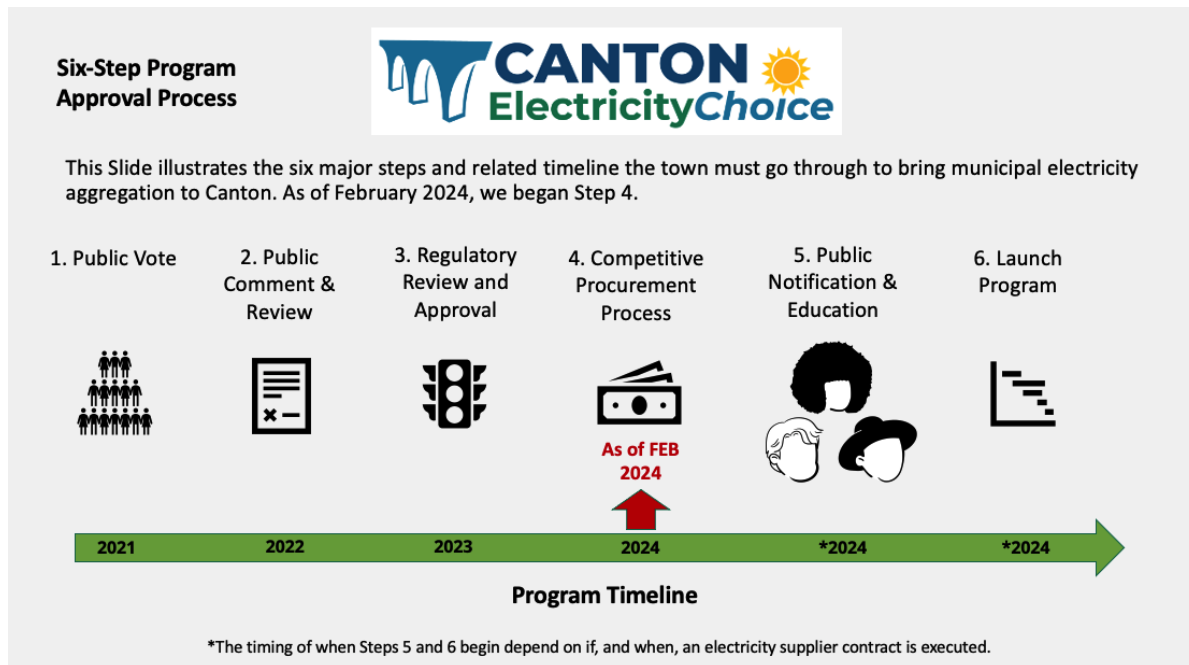 Six-Step Program
Approval Process
CANTON
ElectricityChoice
This Slide illustrates the six major steps and related timeline the town must go through to bring municipal electricity
aggregation to Canton. As of February 2024, we began Step 4.
1. Public Vote
2. Public
Comment &
Review
3. Regulatory
Review and
Approval
4. Competitive
Procurement
Process
5. Public
Notification &
Education
6. Launch
Program
As of FEB
2024
2021
2022
2023
2024
*2024
*2024
Program Timeline
*The timing of when Steps 5 and 6 begin depend on if, and when, an electricity supplier contract is executed.